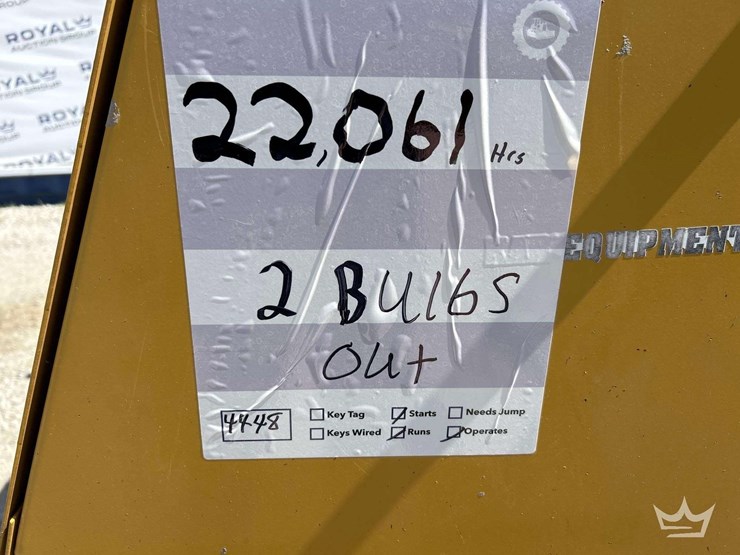 ROYAL
AUCTION GROUP
ROYAL
22,061 Hrs
EQUIPMENT
2 Bulbs
Out
4448
Key Tag Starts Needs Jump
Keys Wired Runs Operates